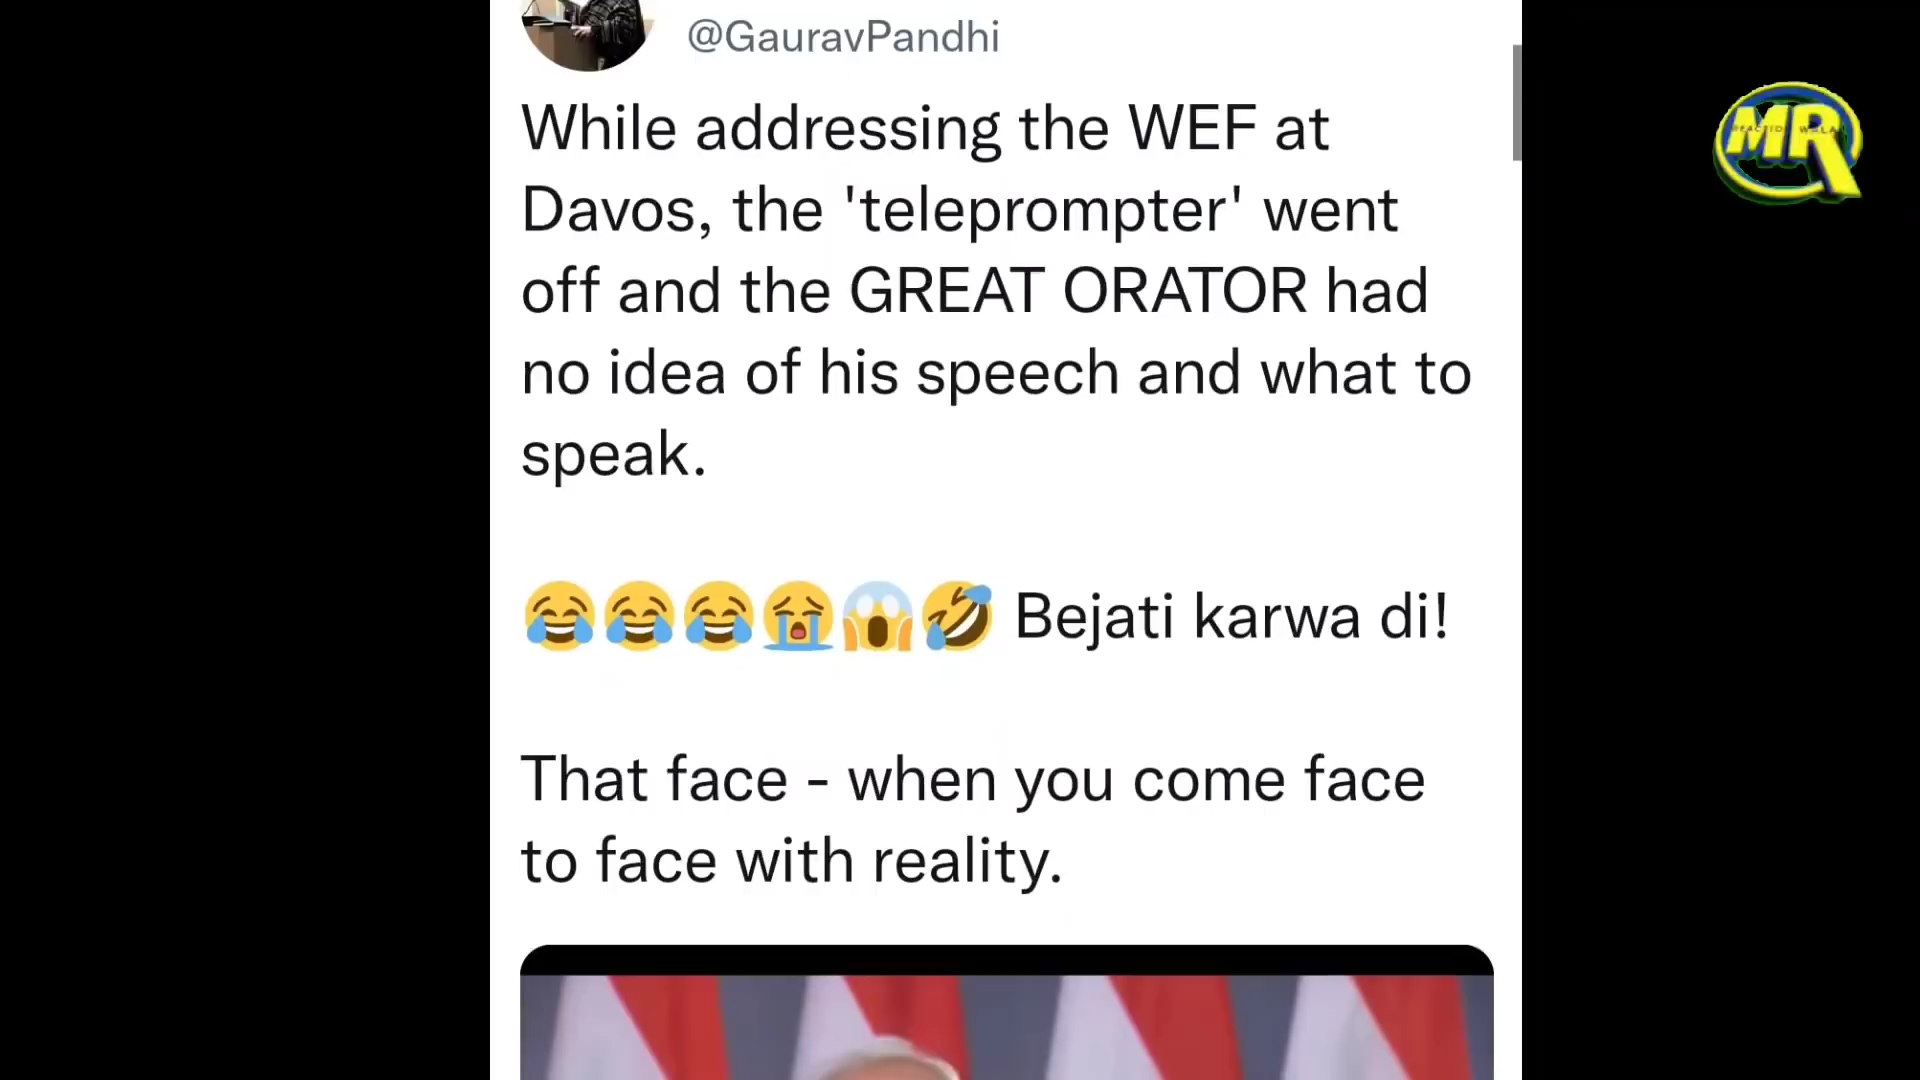 @GauravPandhi
While addressing the WEF at
Davos, the 'teleprompter' went
off and the GREAT ORATOR had
no idea of his speech and what to
speak.
😂😂😂😭😱🤣 Bejati karwa di!
That face - when you come face
to face with reality.
MR
REACTION WALA